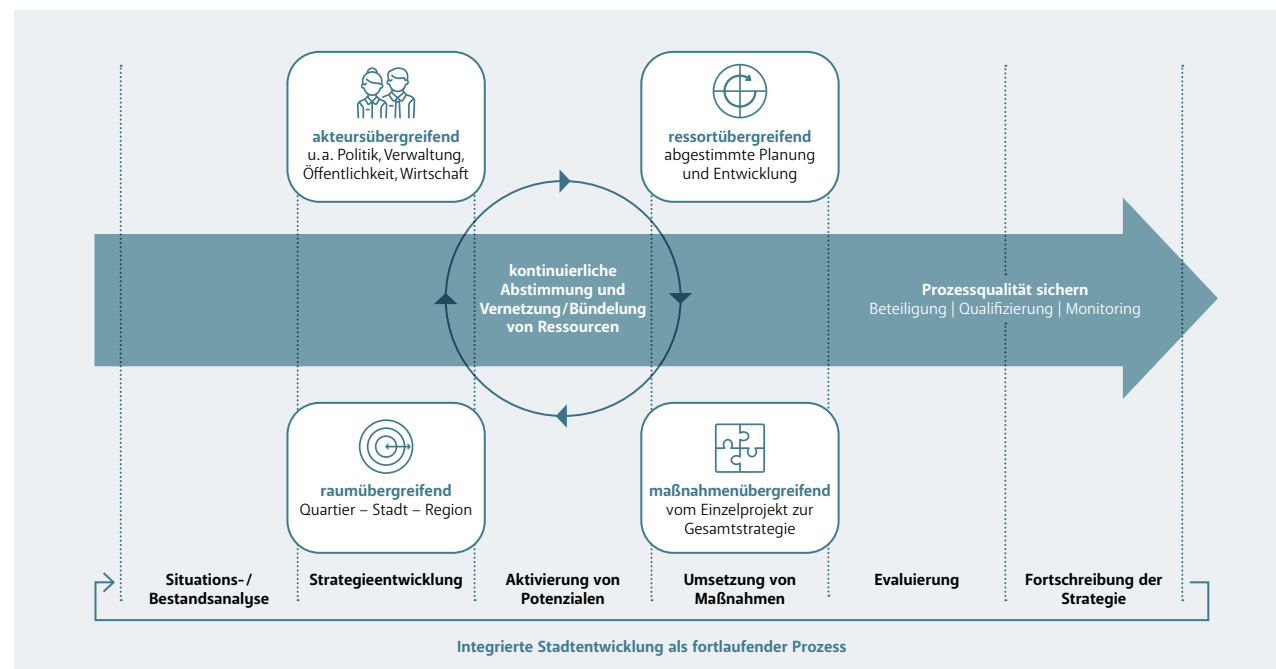 akteursübergreifend
u. a. Politik, Verwaltung,
Öffentlichkeit, Wirtschaft
ressortübergreifend
abgestimmte Planung
und Entwicklung
kontinuierliche
Abstimmung und
Vernetzung/Bündelung
von Ressourcen
Prozessqualität sichern
Beteiligung | Qualifizierung | Monitoring
raumübergreifend
Quartier – Stadt – Region
maßnahmenübergreifend
vom Einzelprojekt zur
Gesamtstrategie
Situations-/
Bestandsanalyse
Strategieentwicklung
Aktivierung von
Potenzialen
Umsetzung von
Maßnahmen
Evaluierung
Fortschreibung der
Strategie
Integrierte Stadtentwicklung als fortlaufender Prozess